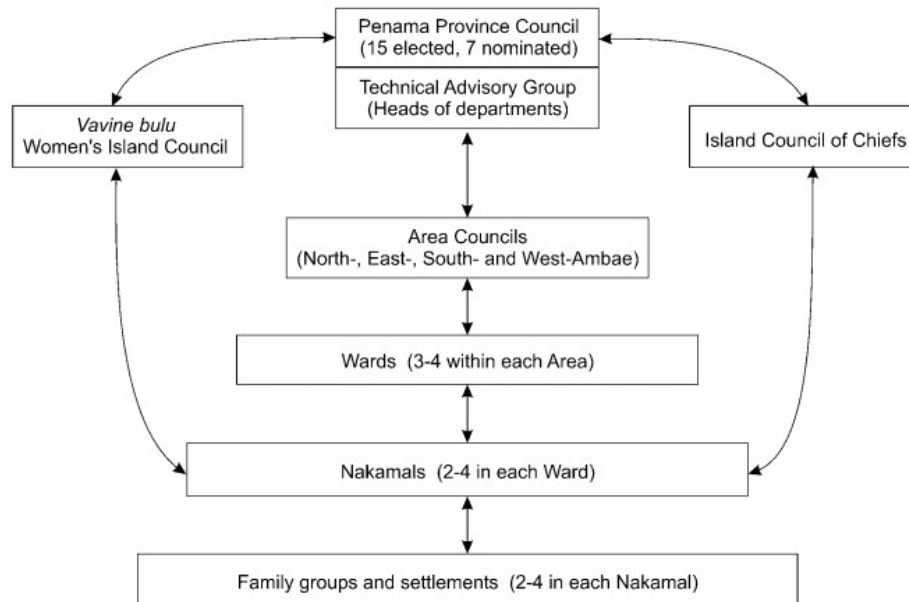 Penama Province Council
(15 elected, 7 nominated)
Technical Advisory Group
(Heads of departments)
Vavine bulu
Women's Island Council
Island Council of Chiefs
Area Councils
(North-, East-, South- and West-Ambae)
Wards (3-4 within each Area)
Nakamals (2-4 in each Ward)
Family groups and settlements (2-4 in each Nakamal)